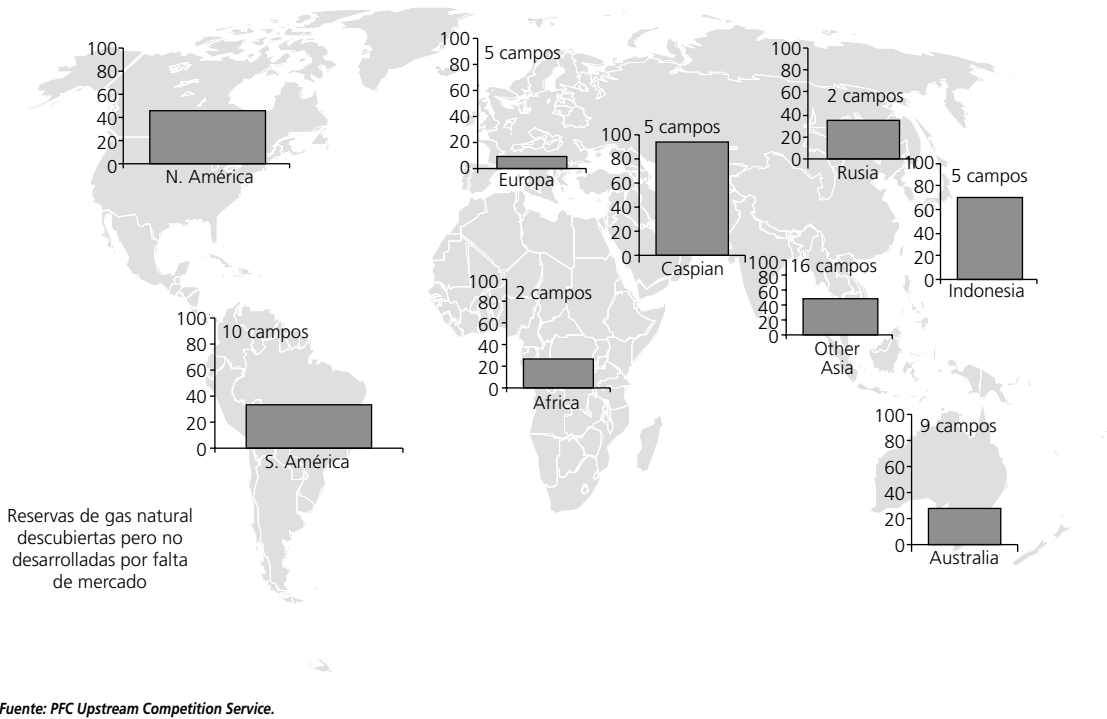 100
80
60
40
20
0
N. América
100
80
60
40
20
0
5 campos
Europa
100
80
60
40
20
0
2 campos
Rusia
100
80
60
40
20
0
5 campos
Caspian
100
80
60
40
20
0
5 campos
Indonesia
100
80
60
40
20
0
16 campos
Other
Asia
100
80
60
40
20
0
2 campos
Africa
100
80
60
40
20
0
10 campos
S. América
100
80
60
40
20
0
9 campos
Australia
Reservas de gas natural
descubiertas pero no
desarrolladas por falta
de mercado
Fuente: PFC Upstream Competition Service.